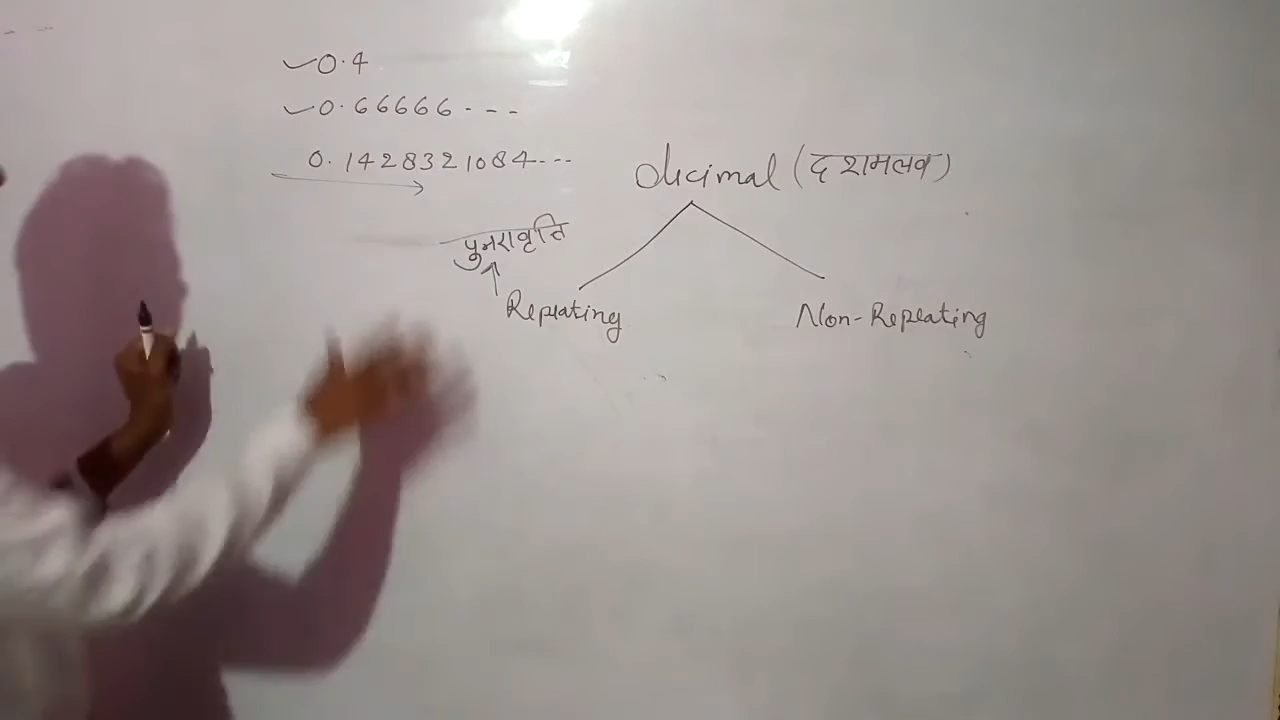 0.4
0.66666---
0.1428321084---
decimal (दशमलव)
पुनरावृत्ति
Repeating
Non-Repeating